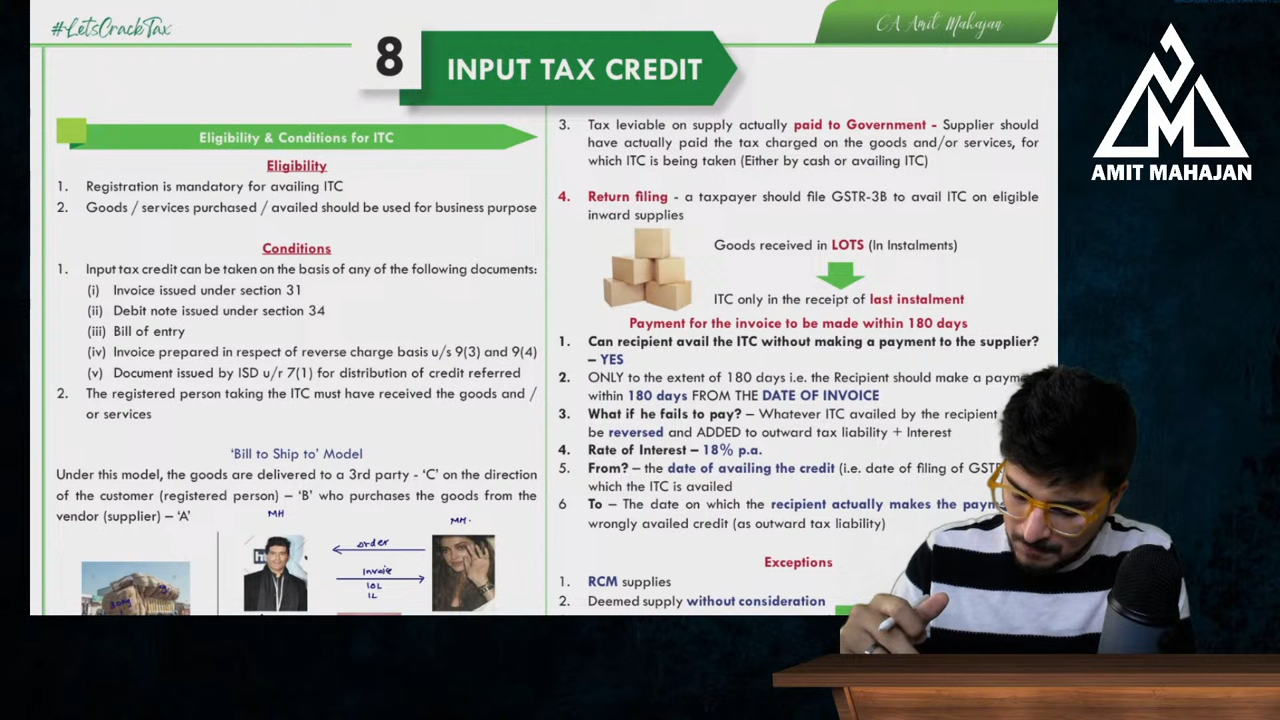 #LetsCrackTax
CA Amit Mahajan
8
INPUT TAX CREDIT
AMIT MAHAJAN
Eligibility & Conditions for ITC
Eligibility
1. Registration is mandatory for availing ITC
2. Goods / services purchased / availed should be used for business purpose
Conditions
1. Input tax credit can be taken on the basis of any of the following documents:
(i) Invoice issued under section 31
(ii) Debit note issued under section 34
(iii) Bill of entry
(iv) Invoice prepared in respect of reverse charge basis u/s 9(3) and 9(4)
(v) Document issued by ISD u/r 7(1) for distribution of credit referred
2. The registered person taking the ITC must have received the goods and /
or services
'Bill to Ship to' Model
Under this model, the goods are delivered to a 3rd party - 'C' on the direction
of the customer (registered person) – 'B' who purchases the goods from the
vendor (supplier) – 'A'
MH
MH.
order
Invoice
10L
1L
3. Tax leviable on supply actually paid to Government - Supplier should
have actually paid the tax charged on the goods and/or services, for
which ITC is being taken (Either by cash or availing ITC)
4. Return filing - a taxpayer should file GSTR-3B to avail ITC on eligible
inward supplies
Goods received in LOTS (In Instalments)
ITC only in the receipt of last instalment
Payment for the invoice to be made within 180 days
1. Can recipient avail the ITC without making a payment to the supplier?
– YES
2. ONLY to the extent of 180 days i.e. the Recipient should make a paym
within 180 days FROM THE DATE OF INVOICE
3. What if he fails to pay? – Whatever ITC availed by the recipient
be reversed and ADDED to outward tax liability + Interest
4. Rate of Interest – 18% p.a.
5. From? – the date of availing the credit (i.e. date of filing of GST
which the ITC is availed
6 To – The date on which the recipient actually makes the paym
wrongly availed credit (as outward tax liability)
Exceptions
1. RCM supplies
2. Deemed supply without consideration